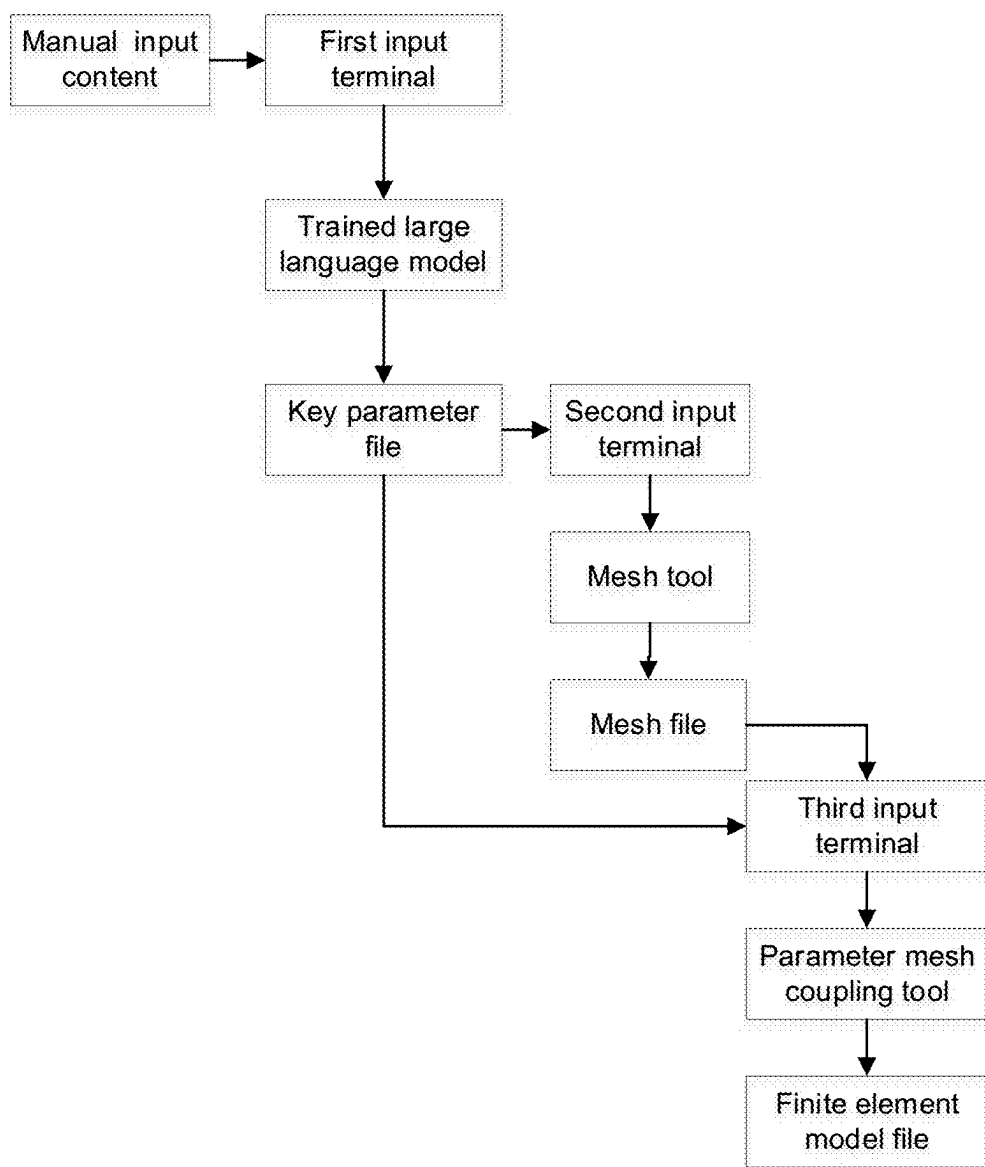 Manual input
content
First input
terminal
Trained large
language model
Key parameter
file
Second input
terminal
Mesh tool
Mesh file
Third input
terminal
Parameter mesh
coupling tool
Finite element
model file